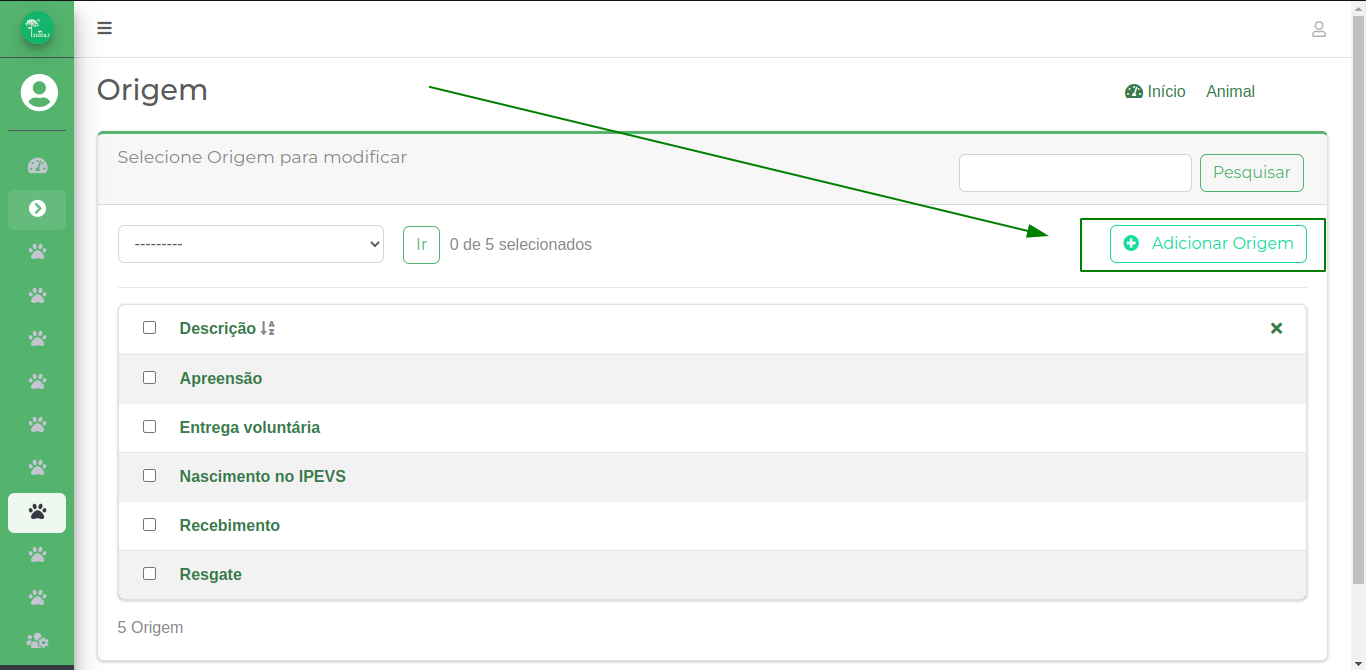 Origem
Início Animal
Selecione Origem para modificar
Pesquisar
---------
Ir
0 de 5 selecionados
Adicionar Origem
Descrição
Apreensão
Entrega voluntária
Nascimento no IPEVS
Recebimento
Resgate
5 Origem